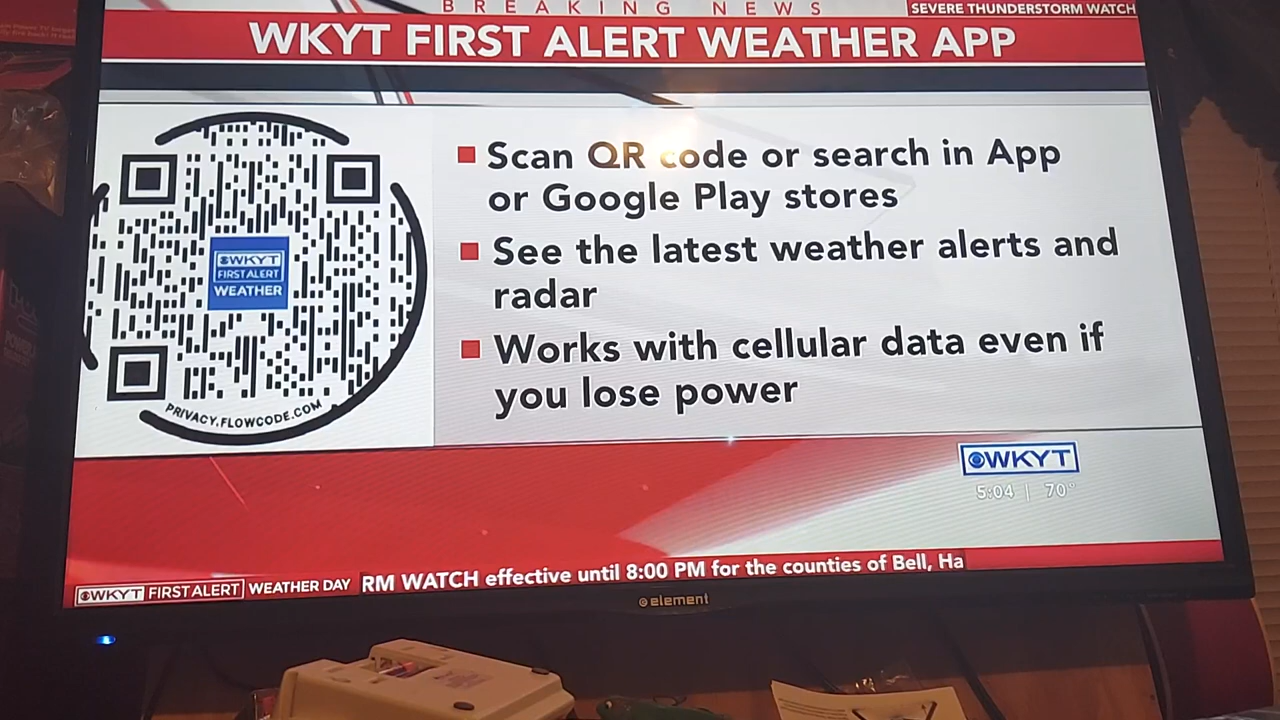 BREAKING NEWS
SEVERE THUNDERSTORM WATCH
WKYT FIRST ALERT WEATHER APP
Scan QR code or search in App
or Google Play stores
See the latest weather alerts and
radar
Works with cellular data even if
you lose power
WKYT
FIRST ALERT
WEATHER
PRIVACY.FLOWCODE.COM
WKYT
5:04 | 70°
WKYT FIRST ALERT WEATHER DAY RM WATCH effective until 8:00 PM for the counties of Bell, Ha
element